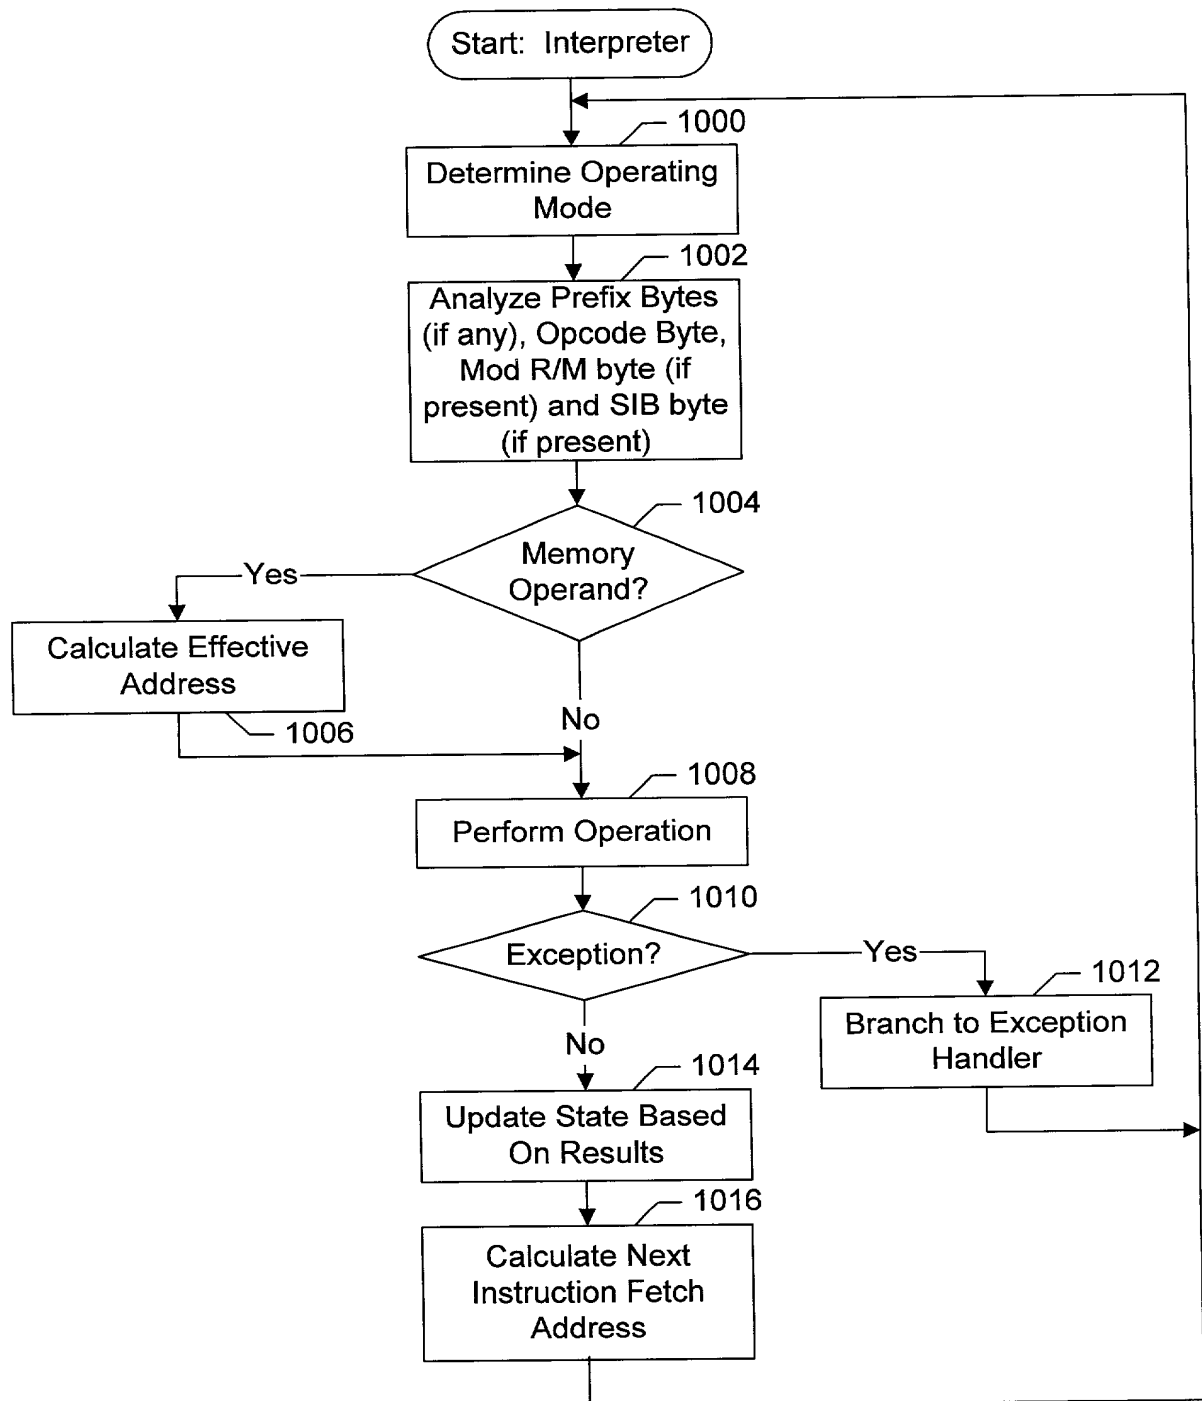 Start: Interpreter
1000
Determine Operating
Mode
1002
Analyze Prefix Bytes
(if any), Opcode Byte,
Mod R/M byte (if
present) and SIB byte
(if present)
1004
Memory
Operand?
Yes
Calculate Effective
Address
1006
No
1008
Perform Operation
1010
Exception?
Yes
1012
Branch to Exception
Handler
No
1014
Update State Based
On Results
1016
Calculate Next
Instruction Fetch
Address